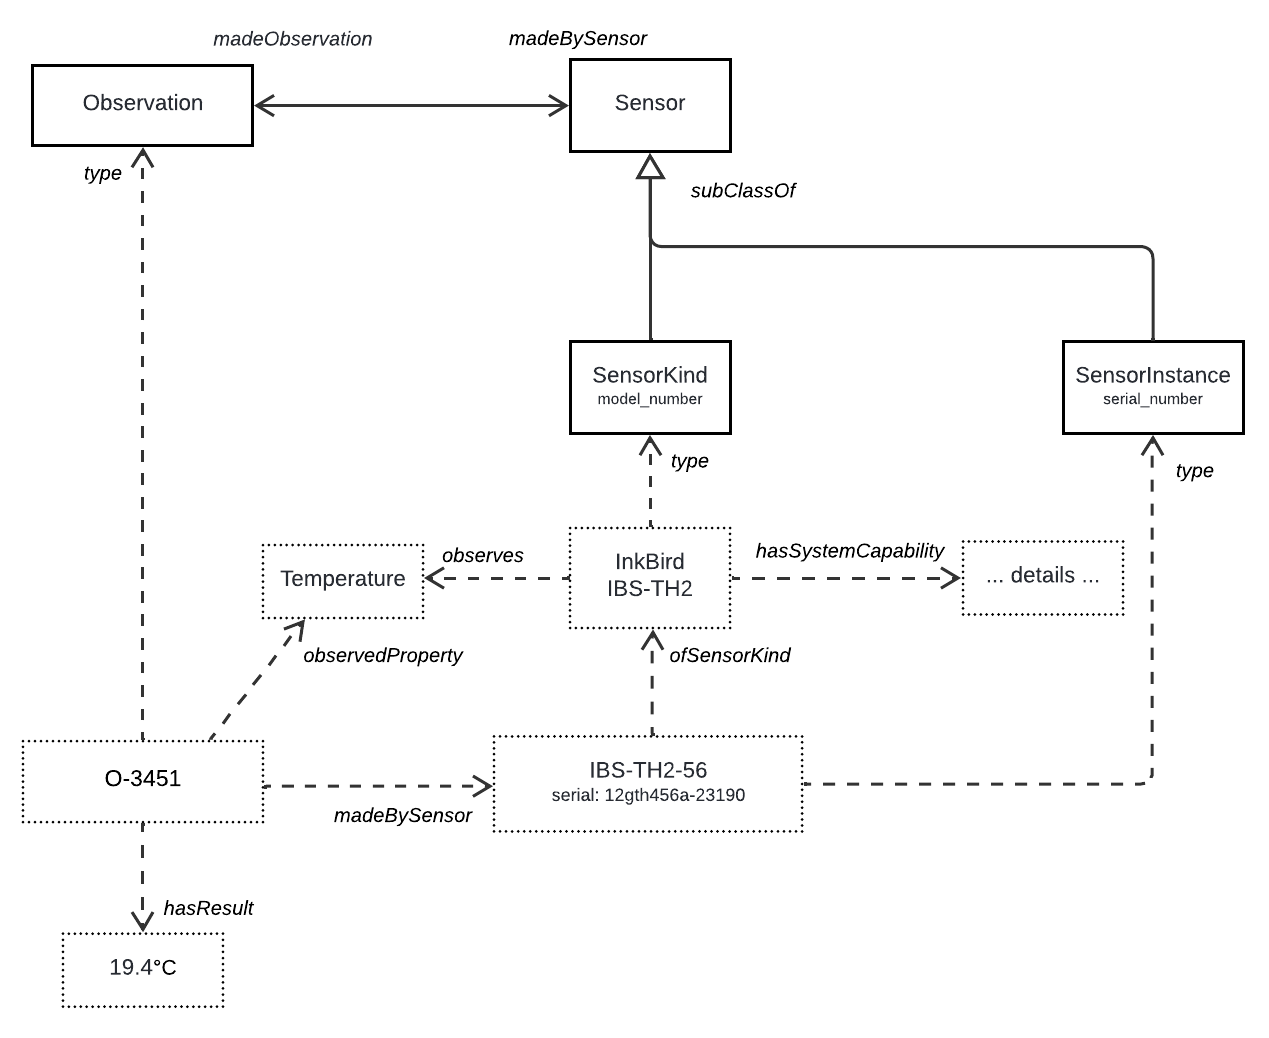 madeObservation
madeBySensor
Observation
Sensor
type
subClassOf
SensorKind
model_number
SensorInstance
serial_number
type
type
Temperature
observes
InkBird
IBS-TH2
hasSystemCapability
... details ...
observedProperty
ofSensorKind
O-3451
madeBySensor
IBS-TH2-56
serial: 12gth456a-23190
hasResult
19.4°C